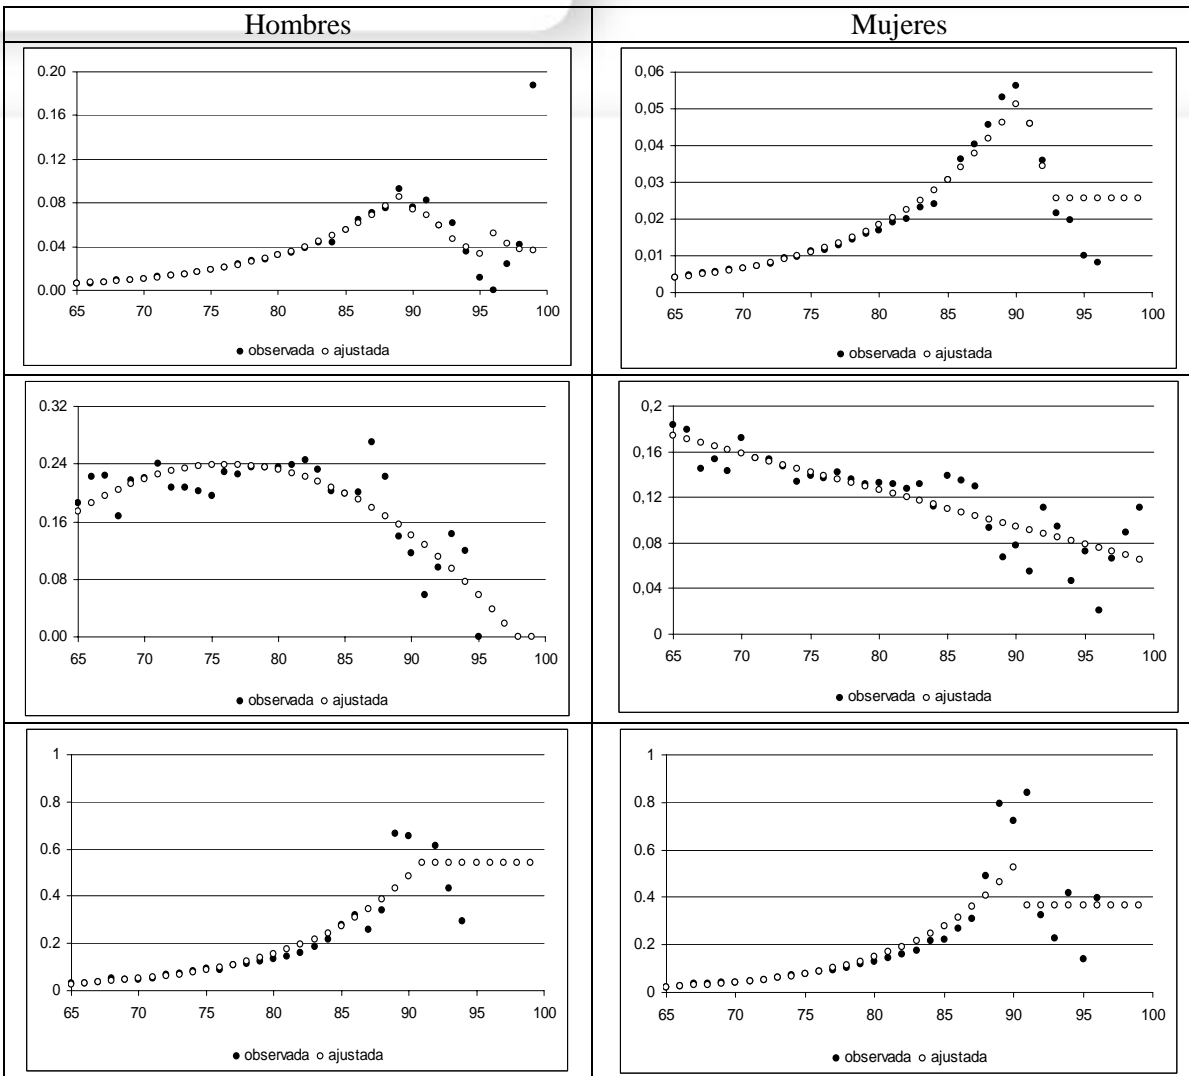 Hombres
Mujeres
0.20
0.16
0.12
0.08
0.04
0.00
65 70 75 80 85 90 95 100
● observada ○ ajustada
0,06
0,05
0,04
0,03
0,02
0,01
0
65 70 75 80 85 90 95 100
● observada ○ ajustada
0.32
0.24
0.16
0.08
0.00
65 70 75 80 85 90 95 100
● observada ○ ajustada
0,2
0,16
0,12
0,08
0,04
0
65 70 75 80 85 90 95 100
● observada ○ ajustada
1
0.8
0.6
0.4
0.2
0
65 70 75 80 85 90 95 100
● observada ○ ajustada
1
0.8
0.6
0.4
0.2
0
65 70 75 80 85 90 95 100
● observada ○ ajustada